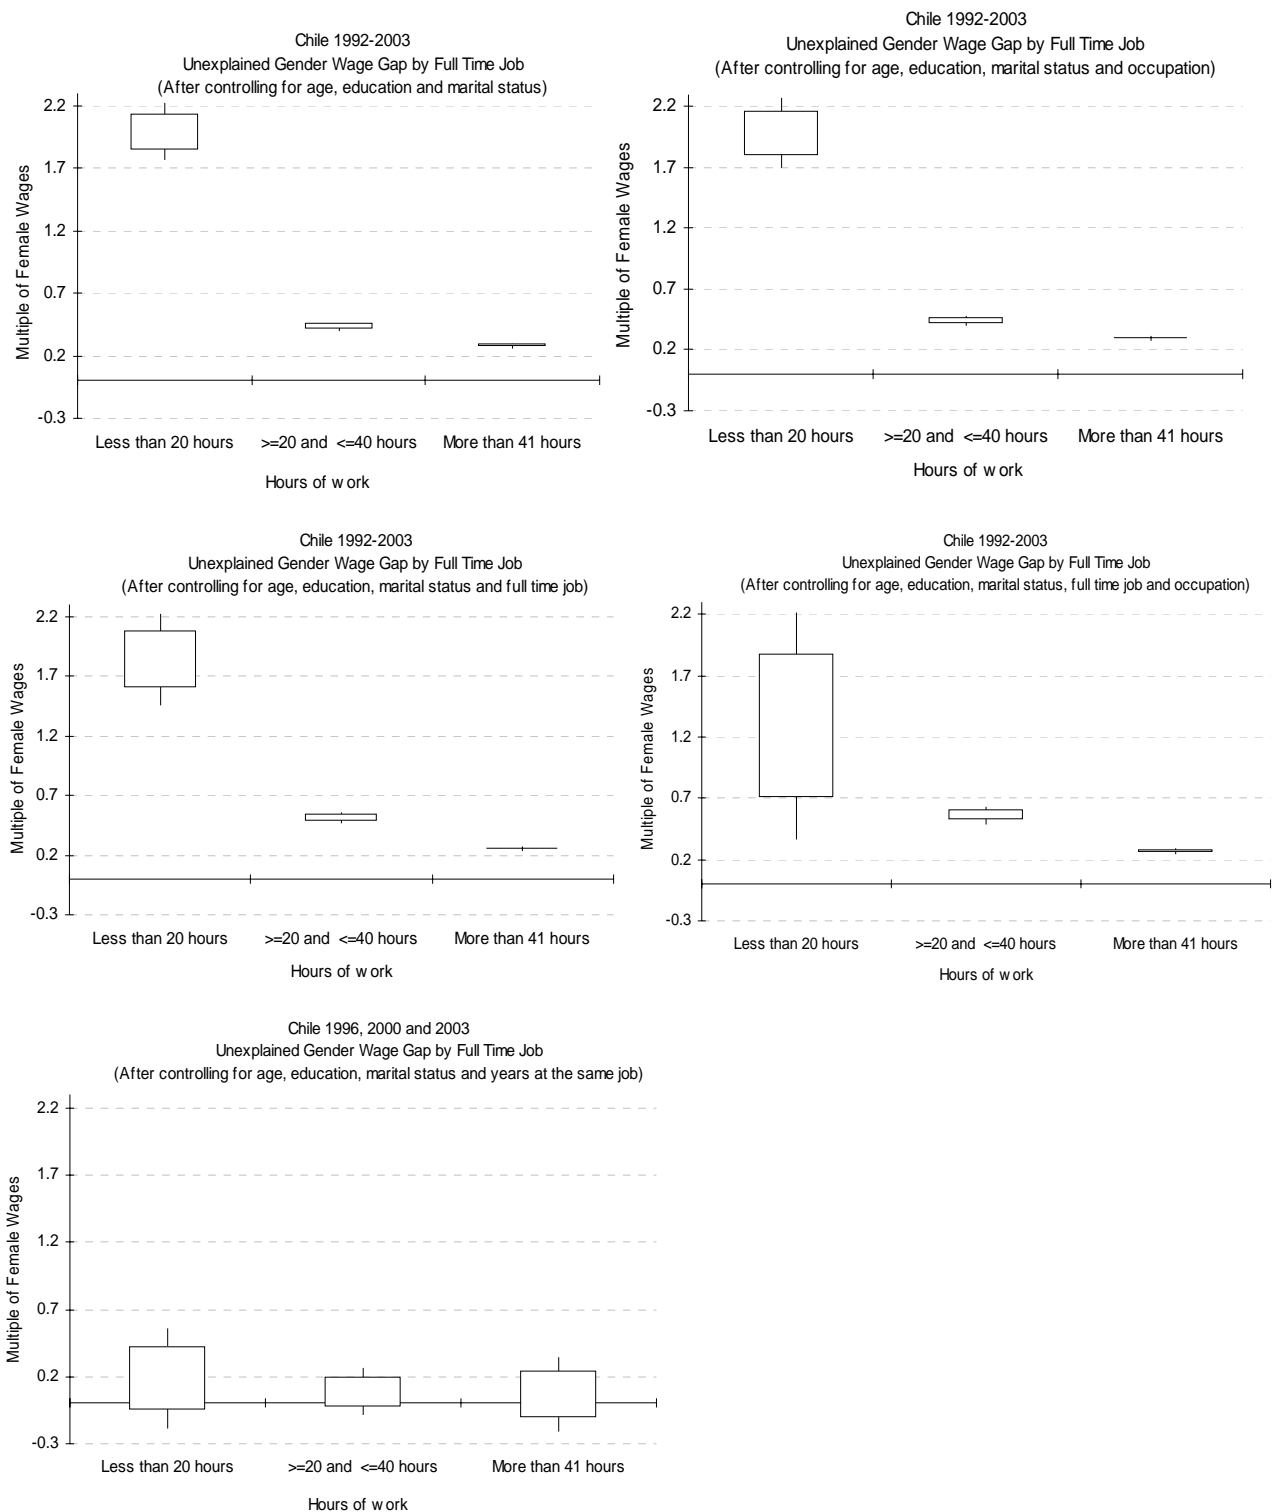 Chile 1992-2003
Unexplained Gender Wage Gap by Full Time Job
(After controlling for age, education and marital status)
Multiple of Female Wages
2.2
1.7
1.2
0.7
0.2
-0.3
Less than 20 hours >=20 and <=40 hours More than 41 hours
Hours of work
Chile 1992-2003
Unexplained Gender Wage Gap by Full Time Job
(After controlling for age, education, marital status and occupation)
Multiple of Female Wages
2.2
1.7
1.2
0.7
0.2
-0.3
Less than 20 hours >=20 and <=40 hours More than 41 hours
Hours of work
Chile 1992-2003
Unexplained Gender Wage Gap by Full Time Job
(After controlling for age, education, marital status and full time job)
Multiple of Female Wages
2.2
1.7
1.2
0.7
0.2
-0.3
Less than 20 hours >=20 and <=40 hours More than 41 hours
Hours of work
Chile 1992-2003
Unexplained Gender Wage Gap by Full Time Job
(After controlling for age, education, marital status, full time job and occupation)
Multiple of Female Wages
2.2
1.7
1.2
0.7
0.2
-0.3
Less than 20 hours >=20 and <=40 hours More than 41 hours
Hours of work
Chile 1996, 2000 and 2003
Unexplained Gender Wage Gap by Full Time Job
(After controlling for age, education, marital status and years at the same job)
Multiple of Female Wages
2.2
1.7
1.2
0.7
0.2
-0.3
Less than 20 hours >=20 and <=40 hours More than 41 hours
Hours of work